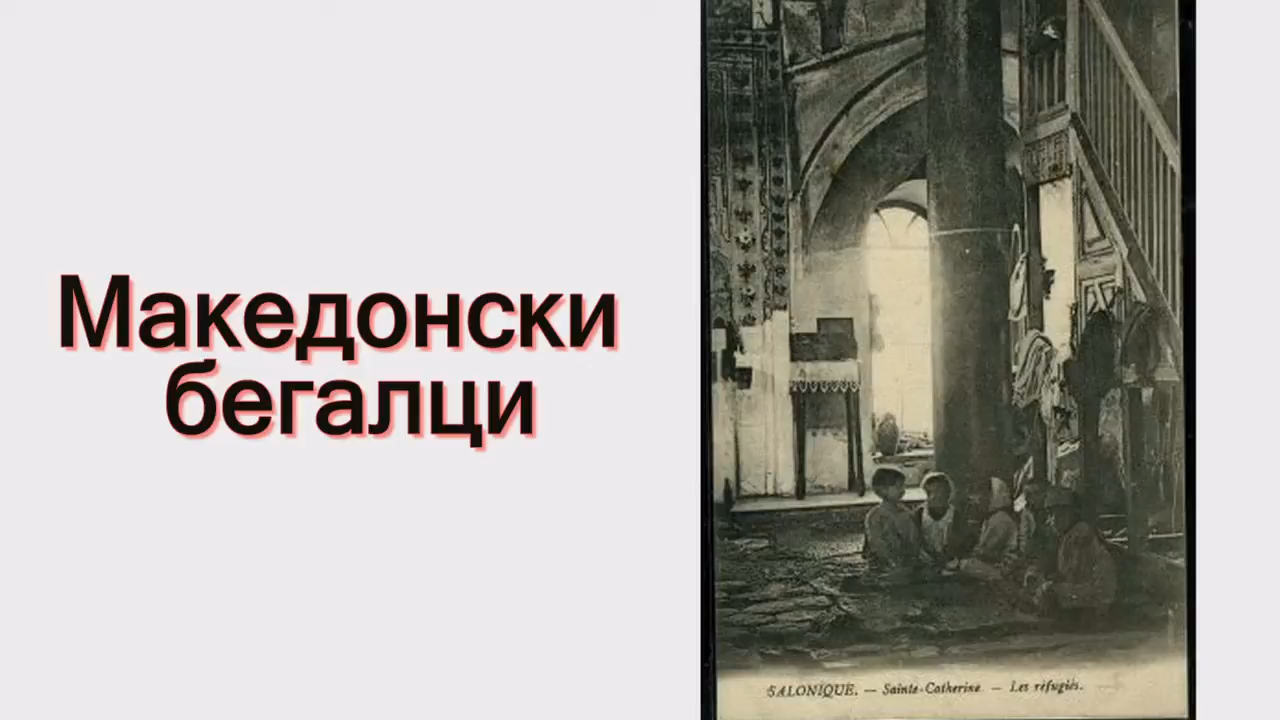 Македонски
бегалци
SALONIQUE. — Sainte-Catherine — Les réfugiés.